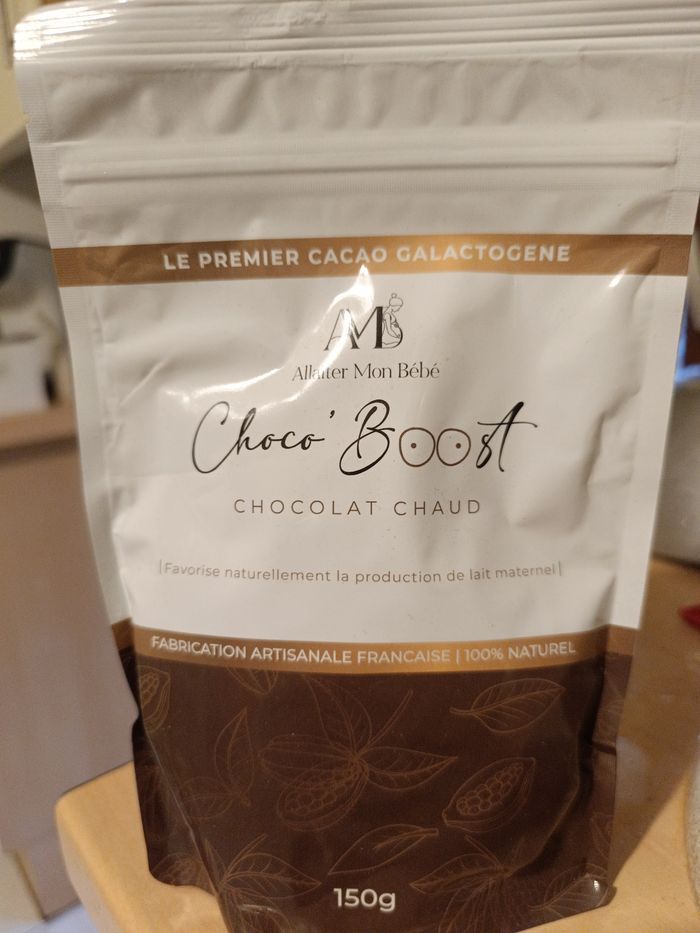 LE PREMIER CACAO GALACTOGENE
AMB
Allaiter Mon Bébé
Choco' Boost
CHOCOLAT CHAUD
|Favorise naturellement la production de lait maternel|
FABRICATION ARTISANALE FRANCAISE | 100% NATUREL
150g